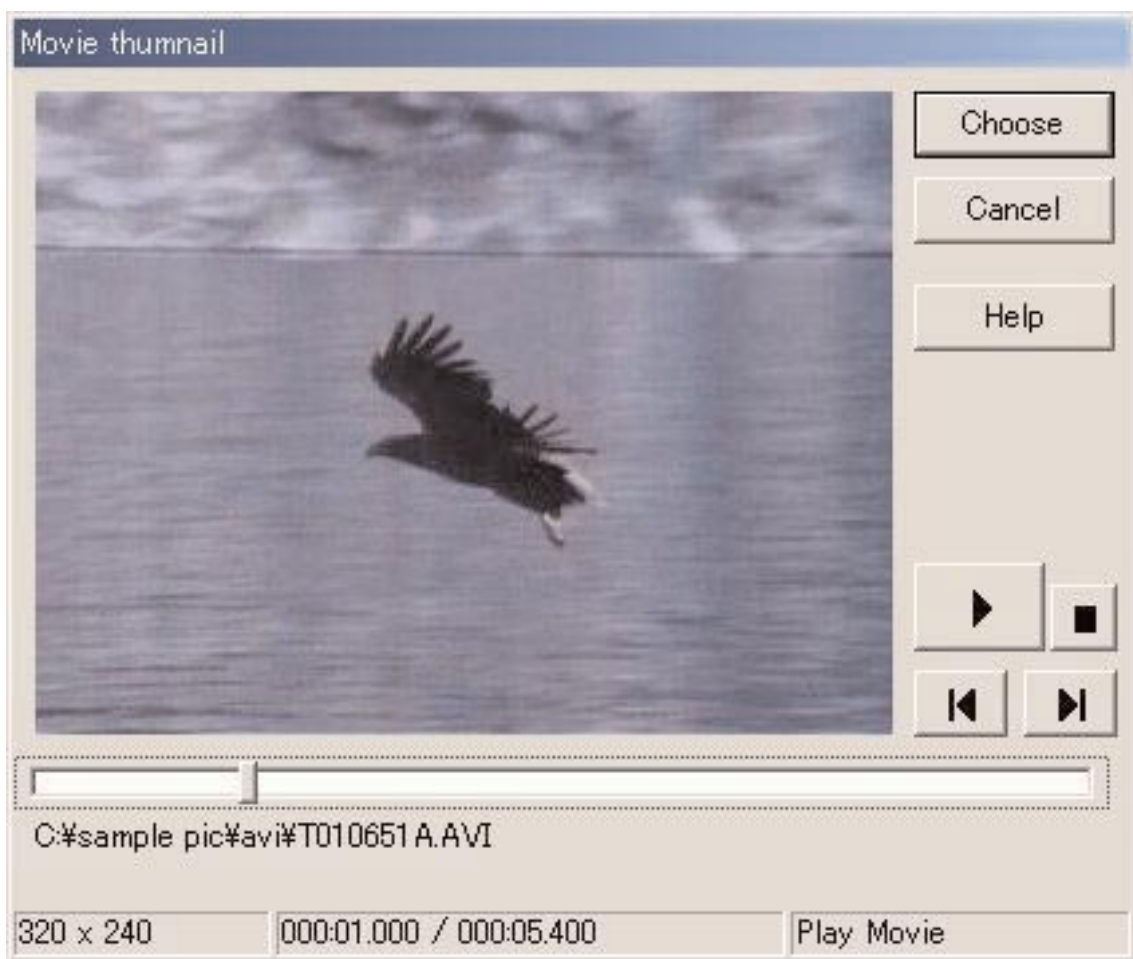 Movie thumnail
Choose
Cancel
Help
C:¥sample pic¥avi¥T010651A.AVI
320 x 240
000:01.000 / 000:05.400
Play Movie